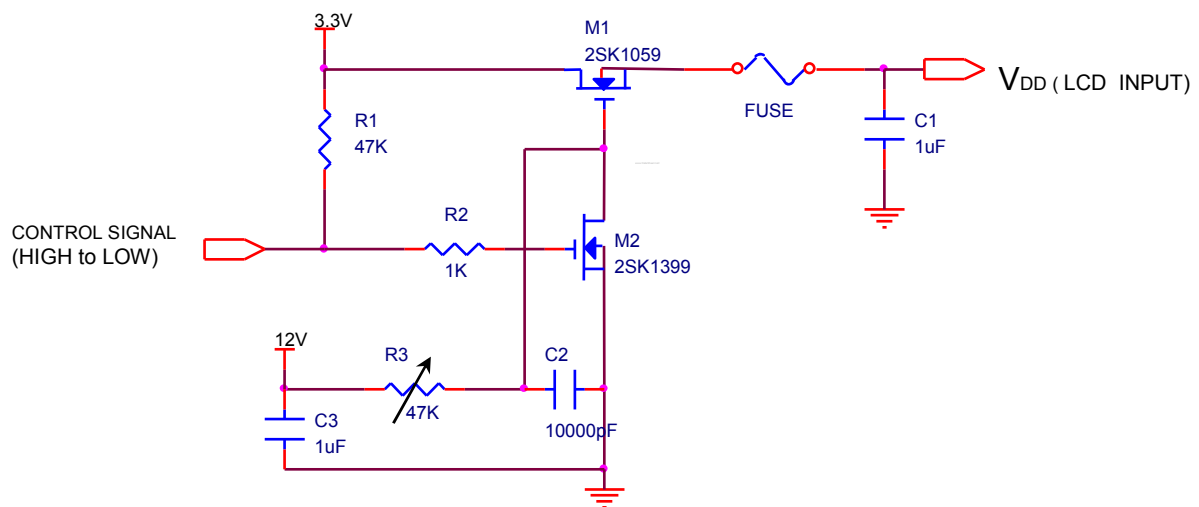 3.3V
M1
2SK1059
FUSE
VDD ( LCD INPUT)
R1
47K
C1
1uF
CONTROL SIGNAL
(HIGH to LOW)
R2
1K
M2
2SK1399
12V
R3
47K
C2
10000pF
C3
1uF